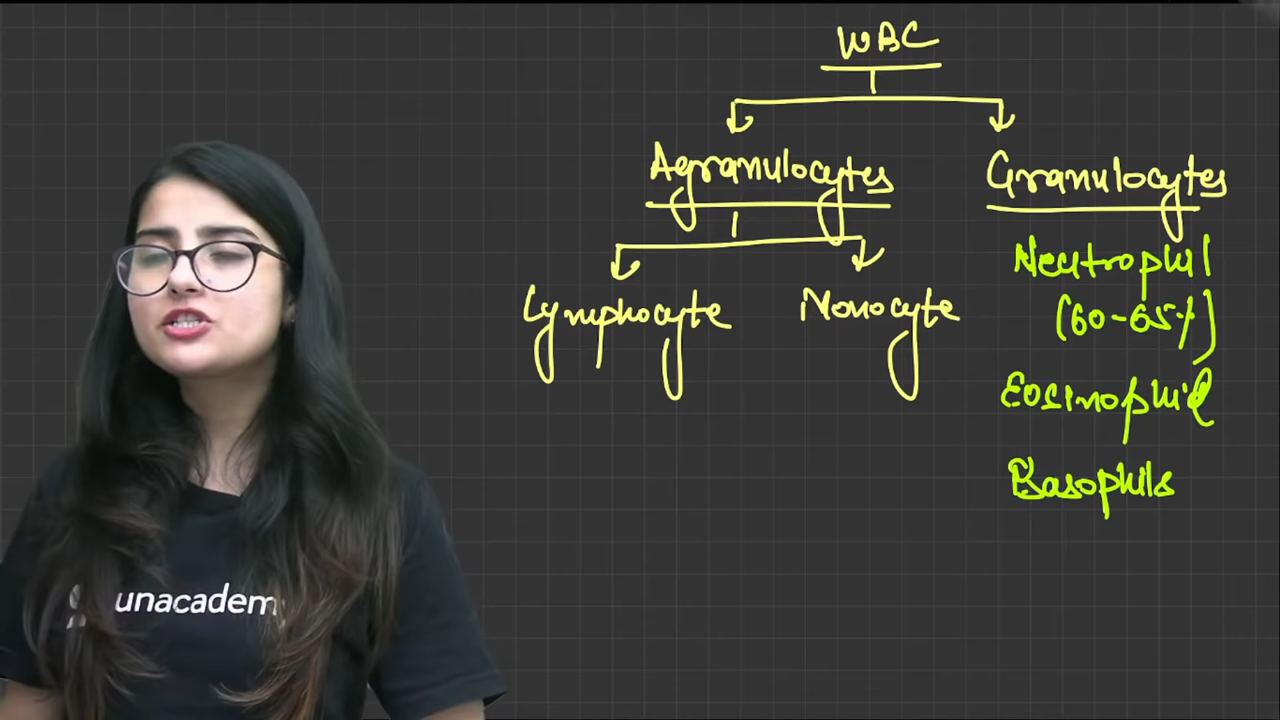 WBC
Agranulocytes
Granulocytes
Lymphocyte
Monocyte
Neutrophil
(60-65%)
Eosinophil
Basophils
unacadem